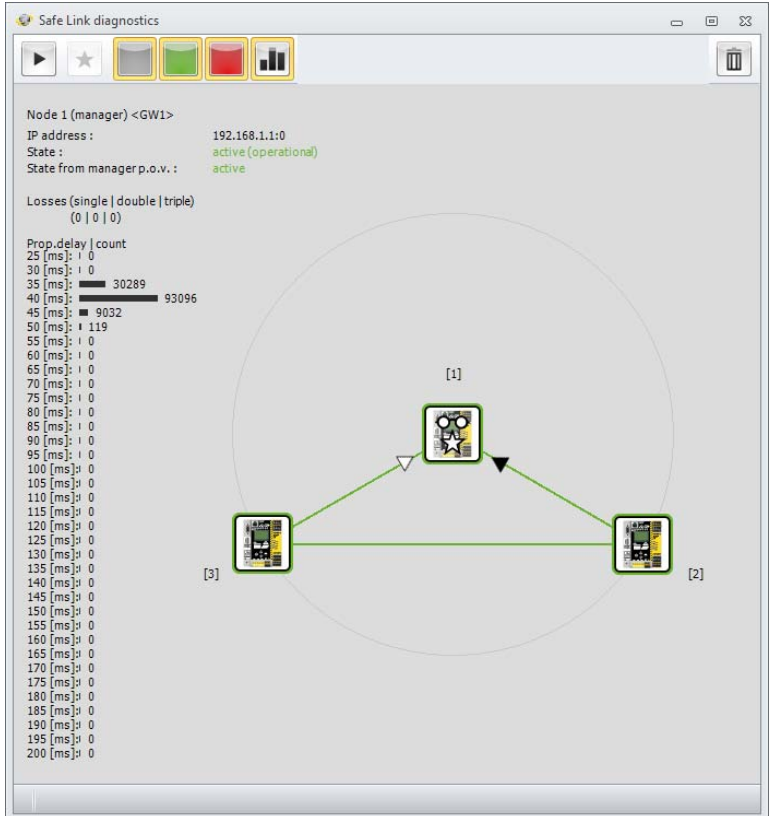 Safe Link diagnostics
Node 1 (manager) <GW1>
IP address : 192.168.1.1:0
State : active (operational)
State from manager p.o.v. : active
Losses (single | double | triple)
(0 | 0 | 0)
Prop.delay | count
25 [ms]: 0
30 [ms]: 0
35 [ms]: 30289
40 [ms]: 93096
45 [ms]: 9032
50 [ms]: 119
55 [ms]: 0
60 [ms]: 0
65 [ms]: 0
70 [ms]: 0
75 [ms]: 0
80 [ms]: 0
85 [ms]: 0
90 [ms]: 0
95 [ms]: 0
100 [ms]: 0
105 [ms]: 0
110 [ms]: 0
115 [ms]: 0
120 [ms]: 0
125 [ms]: 0
130 [ms]: 0
135 [ms]: 0
140 [ms]: 0
145 [ms]: 0
150 [ms]: 0
155 [ms]: 0
160 [ms]: 0
165 [ms]: 0
170 [ms]: 0
175 [ms]: 0
180 [ms]: 0
185 [ms]: 0
190 [ms]: 0
195 [ms]: 0
200 [ms]: 0
[1]
[3]
[2]